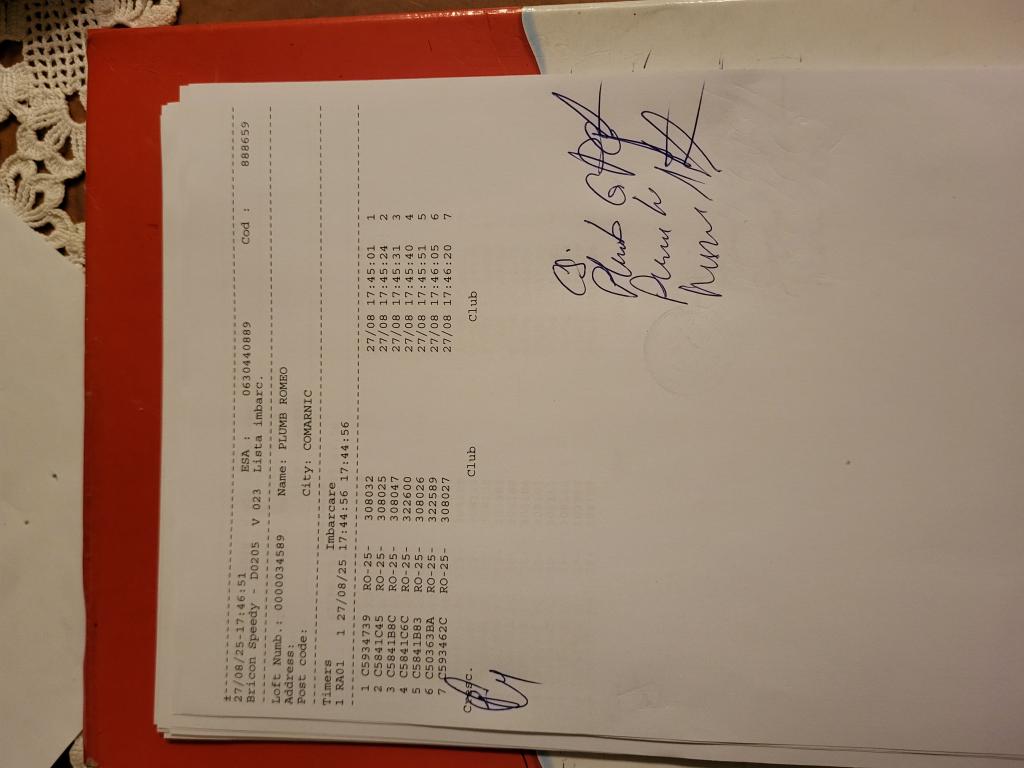 27/08/25-17:46:51 ESA : 0630440889 Cod : 888659
Bricon Speedy - D0205 V 023 Lista imbarc.
Loft Numb.: 0000034589 Name: PLUMB ROMEO
Address:
Post code: City: COMARNIC
Timers Imbarcare
1 RA01 1 27/08/25 17:44:56 17:44:56
1 C5934739 RO-25- 308032 27/08 17:45:01 1
2 C5841C45 RO-25- 308025 27/08 17:45:24 2
3 C5841B8C RO-25- 308047 27/08 17:45:31 3
4 C5841C6C RO-25- 322600 27/08 17:45:40 4
5 C5841B83 RO-25- 308026 27/08 17:45:51 5
6 C50363BA RO-25- 322589 27/08 17:46:05 6
7 C593462C RO-25- 308027 27/08 17:46:20 7
Cresc. Club Club
Plumb